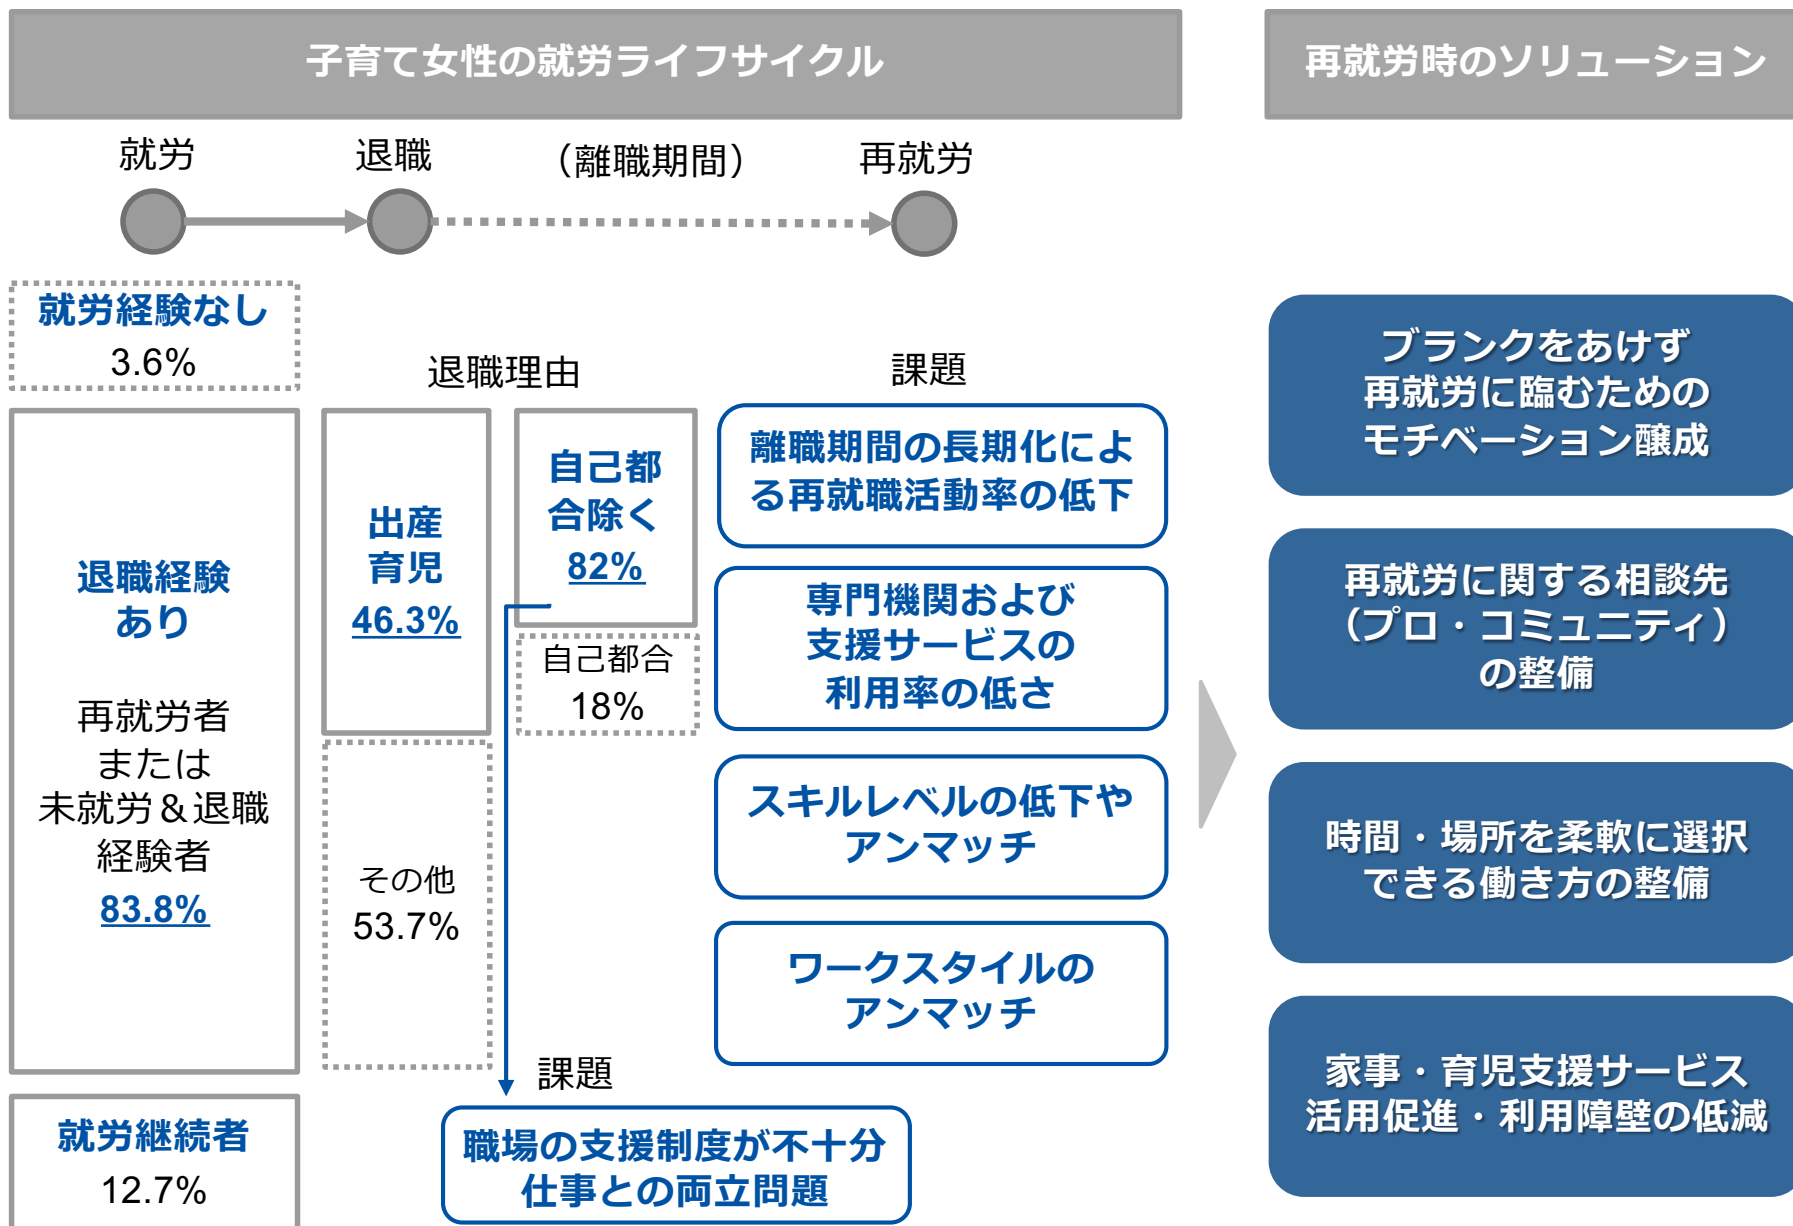 子育て女性の就労ライフサイクル
再就労時のソリューション
就労
退職
（離職期間）
再就労
就労経験なし
3.6%
退職経験
あり
再就労者
または
未就労＆退職
経験者
83.8%
就労継続者
12.7%
退職理由
出産
育児
46.3%
その他
53.7%
自己都
合除く
82%
自己都合
18%
課題
職場の支援制度が不十分
仕事との両立問題
課題
離職期間の長期化によ
る再就職活動率の低下
専門機関および
支援サービスの
利用率の低さ
スキルレベルの低下や
アンマッチ
ワークスタイルの
アンマッチ
ブランクをあけず
再就労に臨むための
モチベーション醸成
再就労に関する相談先
（プロ・コミュニティ）
の整備
時間・場所を柔軟に選択
できる働き方の整備
家事・育児支援サービス
活用促進・利用障壁の低減